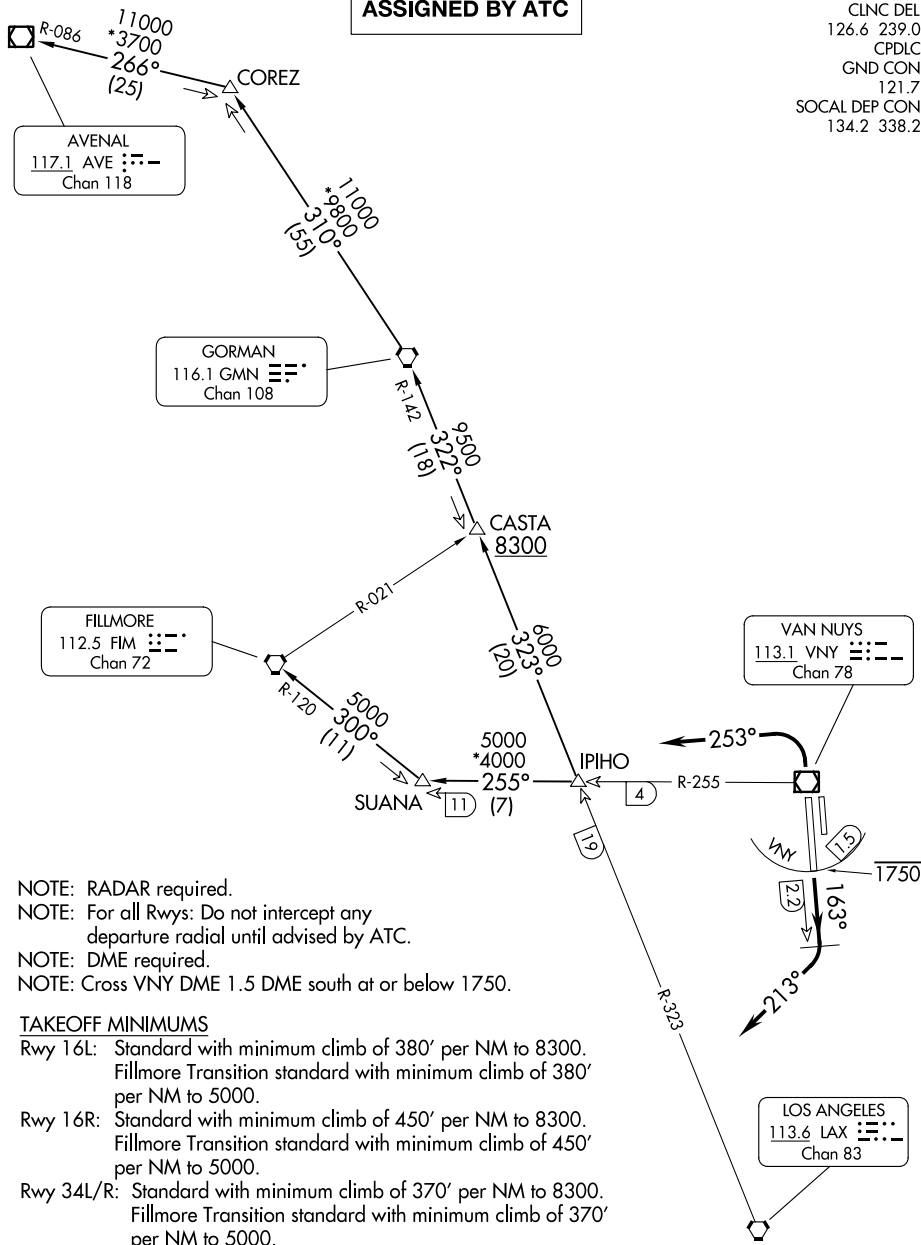 ASSIGNED BY ATC
CLNC DEL
126.6 239.0
CPDLC
GND CON
121.7
SOCAL DEP CON
134.2 338.2
R-086
11000
*3700
266°
(25)
COREZ
AVENAL
117.1 AVE
Chan 118
11000
*9800
310°
(55)
GORMAN
116.1 GMN
Chan 108
R-142
9500
322°
(18)
CASTA
8300
R-021
FILLMORE
112.5 FIM
Chan 72
6000
323°
(20)
VAN NUYS
113.1 VNY
Chan 78
R-120
5000
300°
(11)
253°
5000
*4000
255°
(7)
IPIHO
4
R-255
SUANA
11
19
VNY
1.5
1750
2.2
163°
213°
R-323
NOTE: RADAR required.
NOTE: For all Rwys: Do not intercept any
departure radial until advised by ATC.
NOTE: DME required.
NOTE: Cross VNY DME 1.5 DME south at or below 1750.
TAKEOFF MINIMUMS
Rwy 16L: Standard with minimum climb of 380' per NM to 8300.
Fillmore Transition standard with minimum climb of 380'
per NM to 5000.
Rwy 16R: Standard with minimum climb of 450' per NM to 8300.
Fillmore Transition standard with minimum climb of 450'
per NM to 5000.
Rwy 34L/R: Standard with minimum climb of 370' per NM to 8300.
Fillmore Transition standard with minimum climb of 370'
per NM to 5000.
LOS ANGELES
113.6 LAX
Chan 83